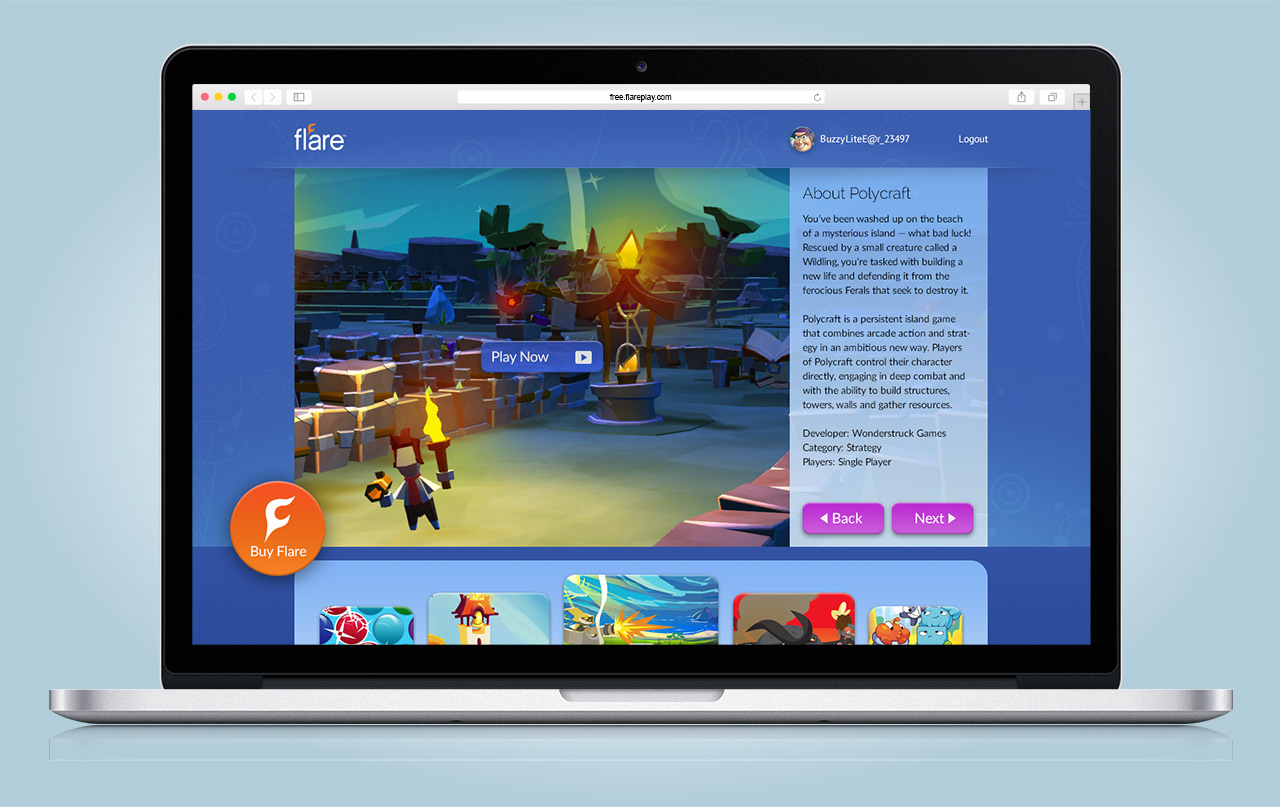 free.flareplay.com
flare™
BuzzyLiteE@r_23497
Logout
About Polycraft
You've been washed up on the beach
of a mysterious island — what bad luck!
Rescued by a small creature called a
Wildling, you're tasked with building a
new life and defending it from the
ferocious Ferals that seek to destroy it.
Polycraft is a persistent island game
that combines arcade action and strat-
egy in an ambitious new way. Players
of Polycraft control their character
directly, engaging in deep combat and
with the ability to build structures,
towers, walls and gather resources.
Developer: Wonderstruck Games
Category: Strategy
Players: Single Player
Play Now
Back
Next
Buy Flare